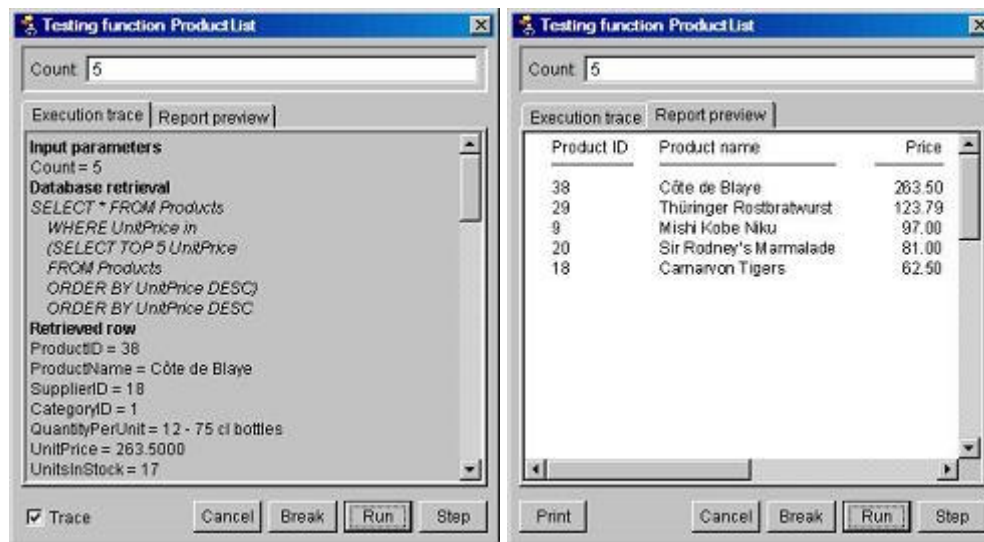 Testing function ProductList
Count 5
Execution trace Report preview
Input parameters
Count = 5
Database retrieval
SELECT * FROM Products
WHERE UnitPrice in
(SELECT TOP 5 UnitPrice
FROM Products
ORDER BY UnitPrice DESC)
ORDER BY UnitPrice DESC
Retrieved row
ProductID = 38
ProductName = Côte de Blaye
SupplierID = 18
CategoryID = 1
QuantityPerUnit = 12 - 75 cl bottles
UnitPrice = 263.5000
UnitsInStock = 17
Trace Cancel Break Run Step
Testing function ProductList
Count 5
Execution trace Report preview
Product ID Product name Price
38 Côte de Blaye 263.50
29 Thüringer Rostbratwurst 123.79
9 Mishi Kobe Niku 97.00
20 Sir Rodney's Marmalade 81.00
18 Carnarvon Tigers 62.50
Print Cancel Break Run Step